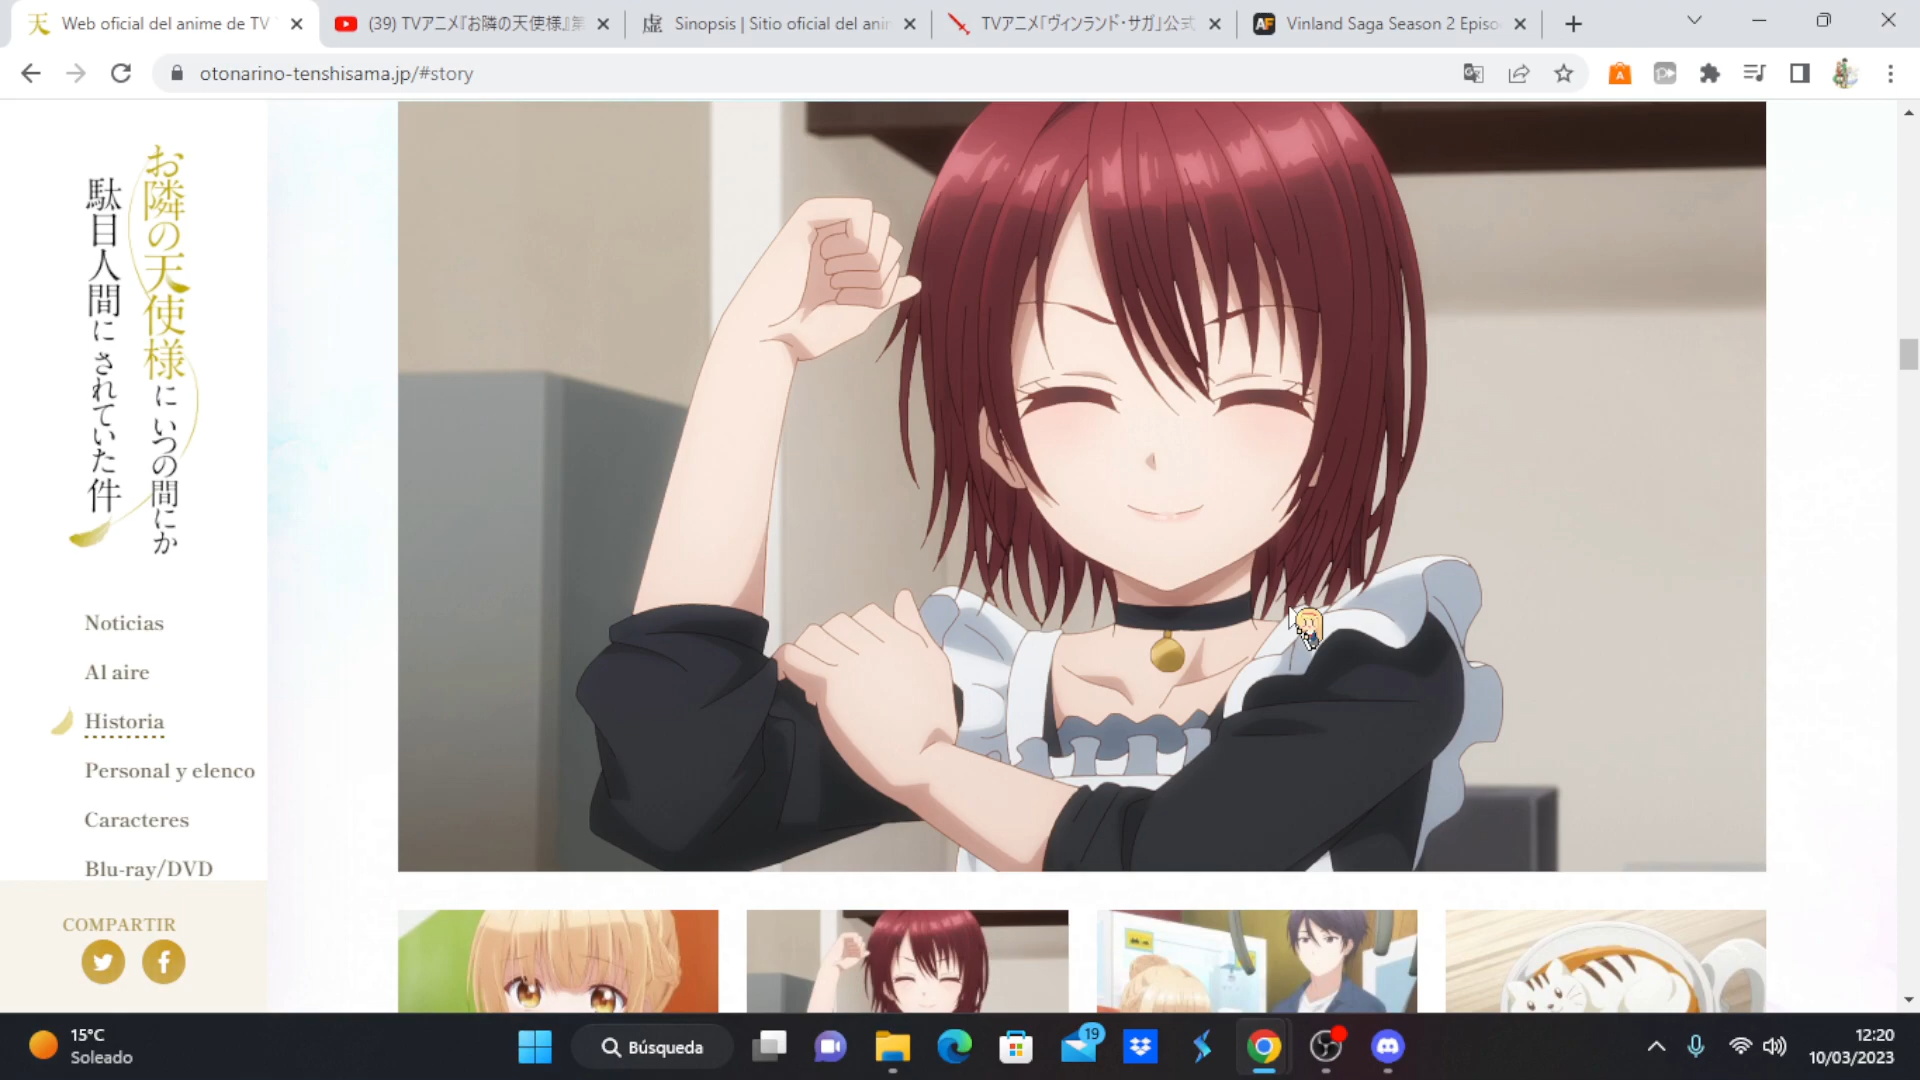 Web oficial del anime de TV
(39) TVアニメ『お隣の天使様』第
Sinopsis | Sitio oficial del anim
TVアニメ「ヴィンランド・サガ」公式
Vinland Saga Season 2 Episo
otonarino-tenshisama.jp/#story
お隣の天使様にいつの間にか
駄目人間にされていた件
Noticias
Al aire
Historia
Personal y elenco
Caracteres
Blu-ray/DVD
COMPARTIR
15°C
Soleado
Búsqueda
19
12:20
10/03/2023